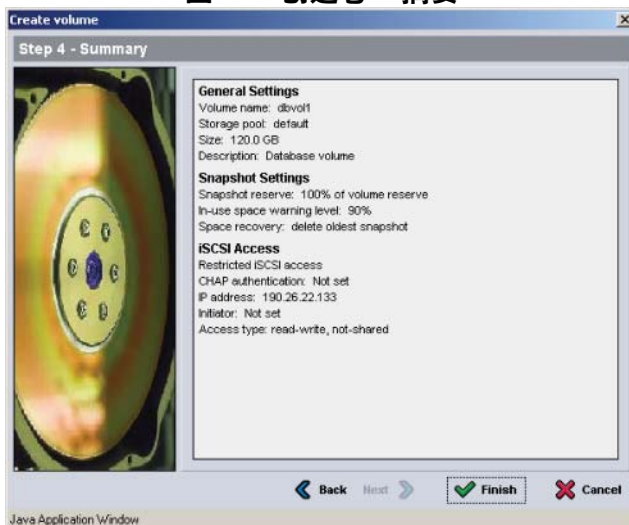 Create volume
Step 4 - Summary
General Settings
Volume name: dbvol1
Storage pool: default
Size: 120.0 GB
Description: Database volume
Snapshot Settings
Snapshot reserve: 100% of volume reserve
In-use space warning level: 90%
Space recovery: delete oldest snapshot
iSCSI Access
Restricted iSCSI access
CHAP authentication: Not set
IP address: 190.26.22.133
Initiator: Not set
Access type: read-write, not-shared
Back Next Finish Cancel
Java Application Window